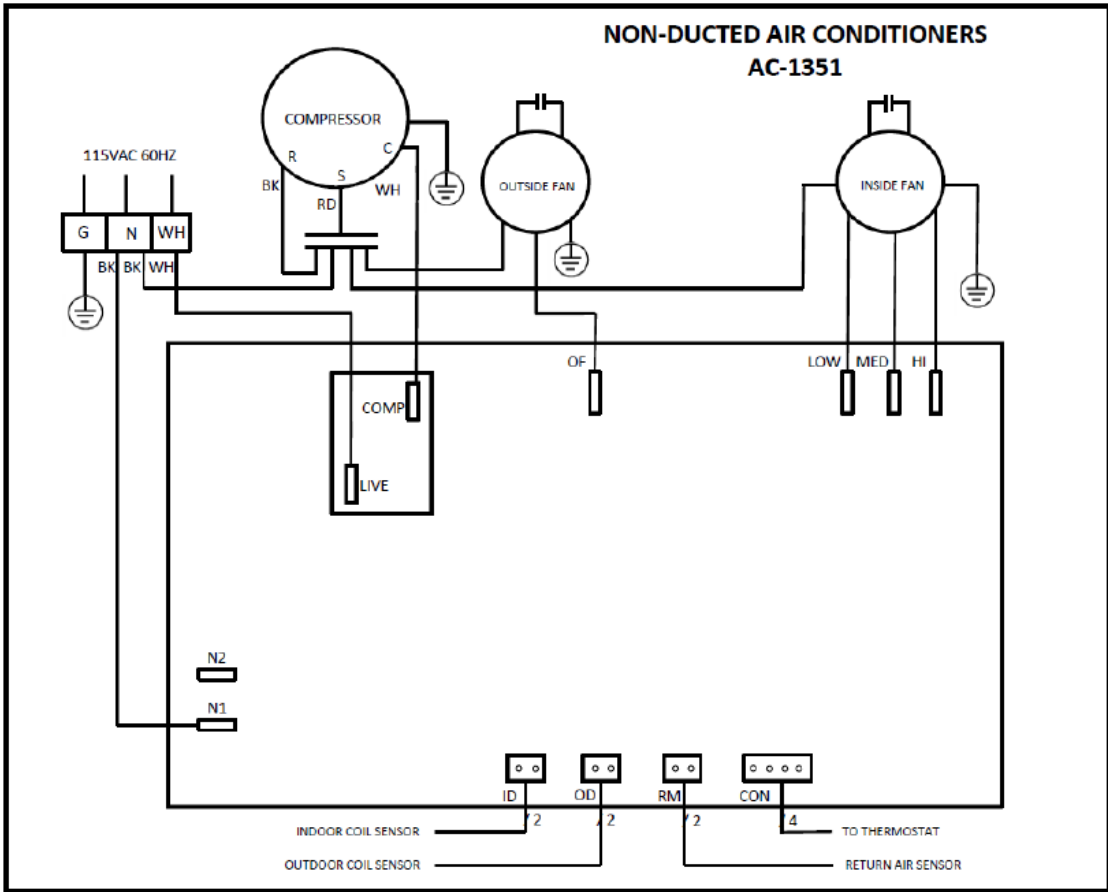 NON-DUCTED AIR CONDITIONERS
AC-1351
COMPRESSOR
R
S
C
BK
RD
WH
115VAC 60HZ
G
N
WH
BK
BK
WH
OUTSIDE FAN
INSIDE FAN
OF
LOW
MED
HI
COMP
LIVE
N2
N1
ID
OD
RM
CON
/ 2
/ 2
/ 2
/ 4
INDOOR COIL SENSOR
TO THERMOSTAT
OUTDOOR COIL SENSOR
RETURN AIR SENSOR